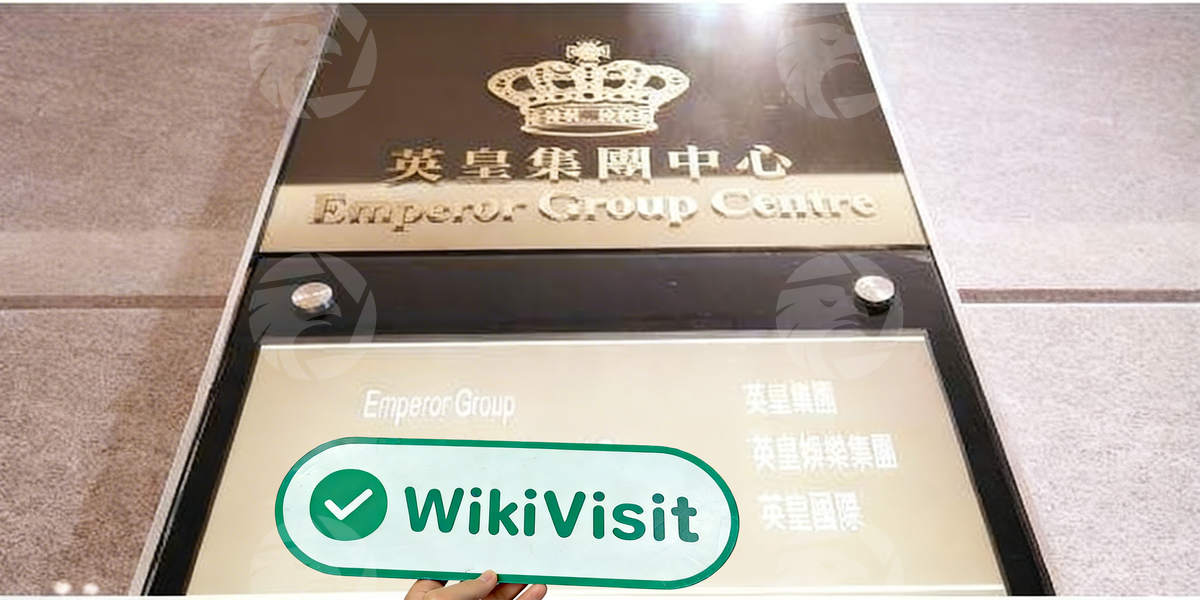 英皇集團中心
Emperor Group Centre
Emperor Group 英皇集團
英皇娛樂集團
英皇國際
WikiVisit